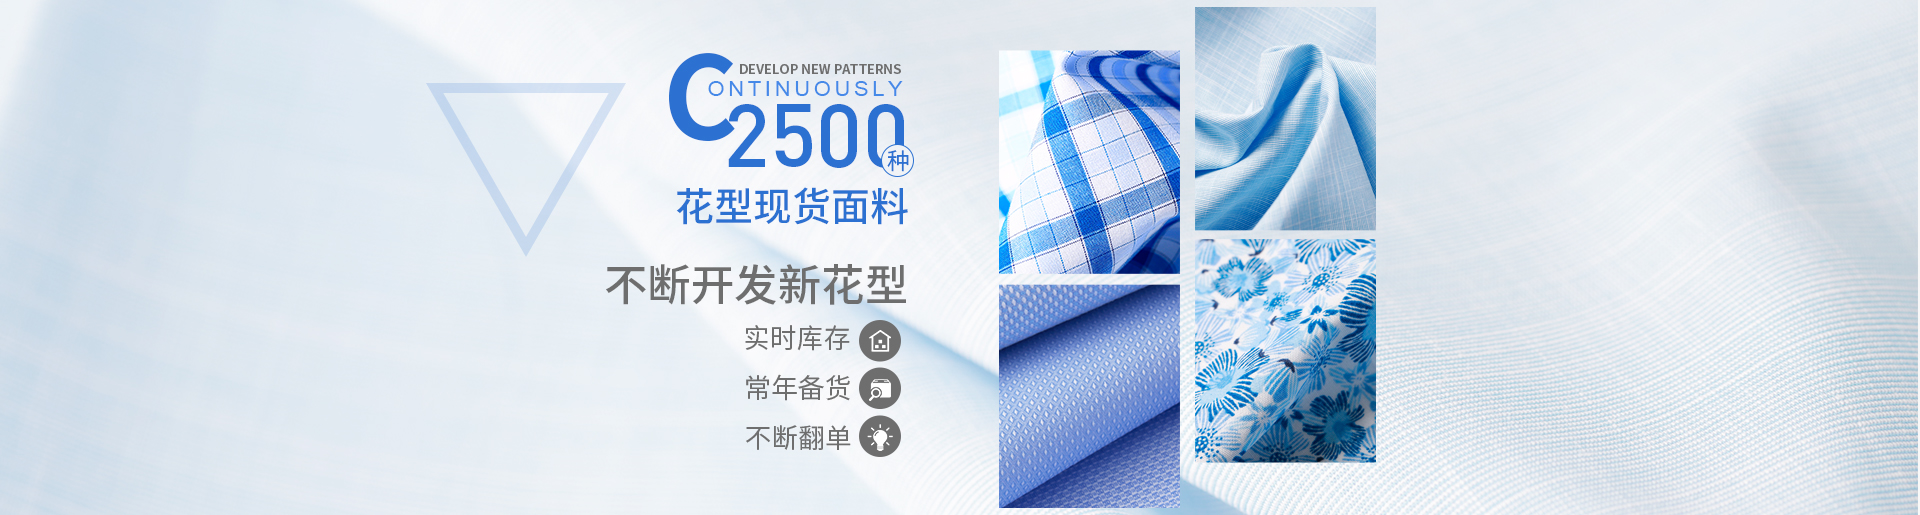 DEVELOP NEW PATTERNS
CONTINUOUSLY
2500种
花型现货面料
不断开发新花型
实时库存
常年备货
不断翻单